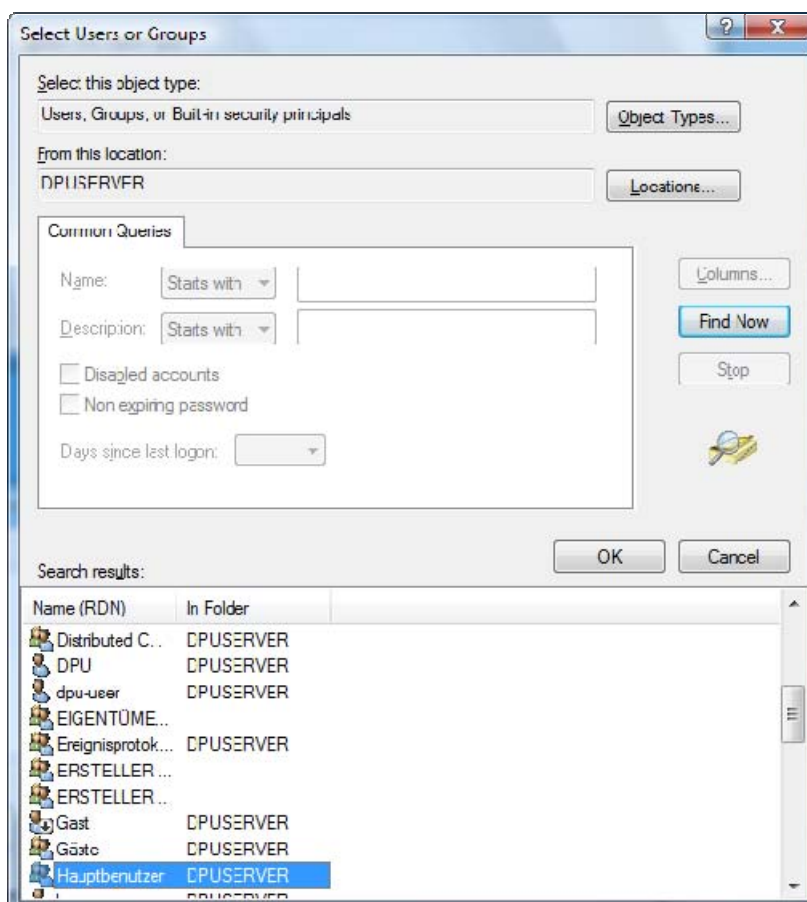 Select Users or Groups
Select this object type:
Users, Groups, or Built-in security principals
Object Types...
From this location:
DPUSERVER
Locations...
Common Queries
Name: Starts with
Columns...
Description: Starts with
Find Now
Disabled accounts
Stop
Non expiring password
Days since last logon:
OK Cancel
Search results:
Name (RDN) In Folder
Distributed C... DPUSERVER
DPU DPUSERVER
dpu-user DPUSERVER
EIGENTÜME...
Ereignisprotok... DPUSERVER
ERSTELLER ...
ERSTELLER ...
Gast DPUSERVER
Gäste DPUSERVER
Hauptbenutzer DPUSERVER